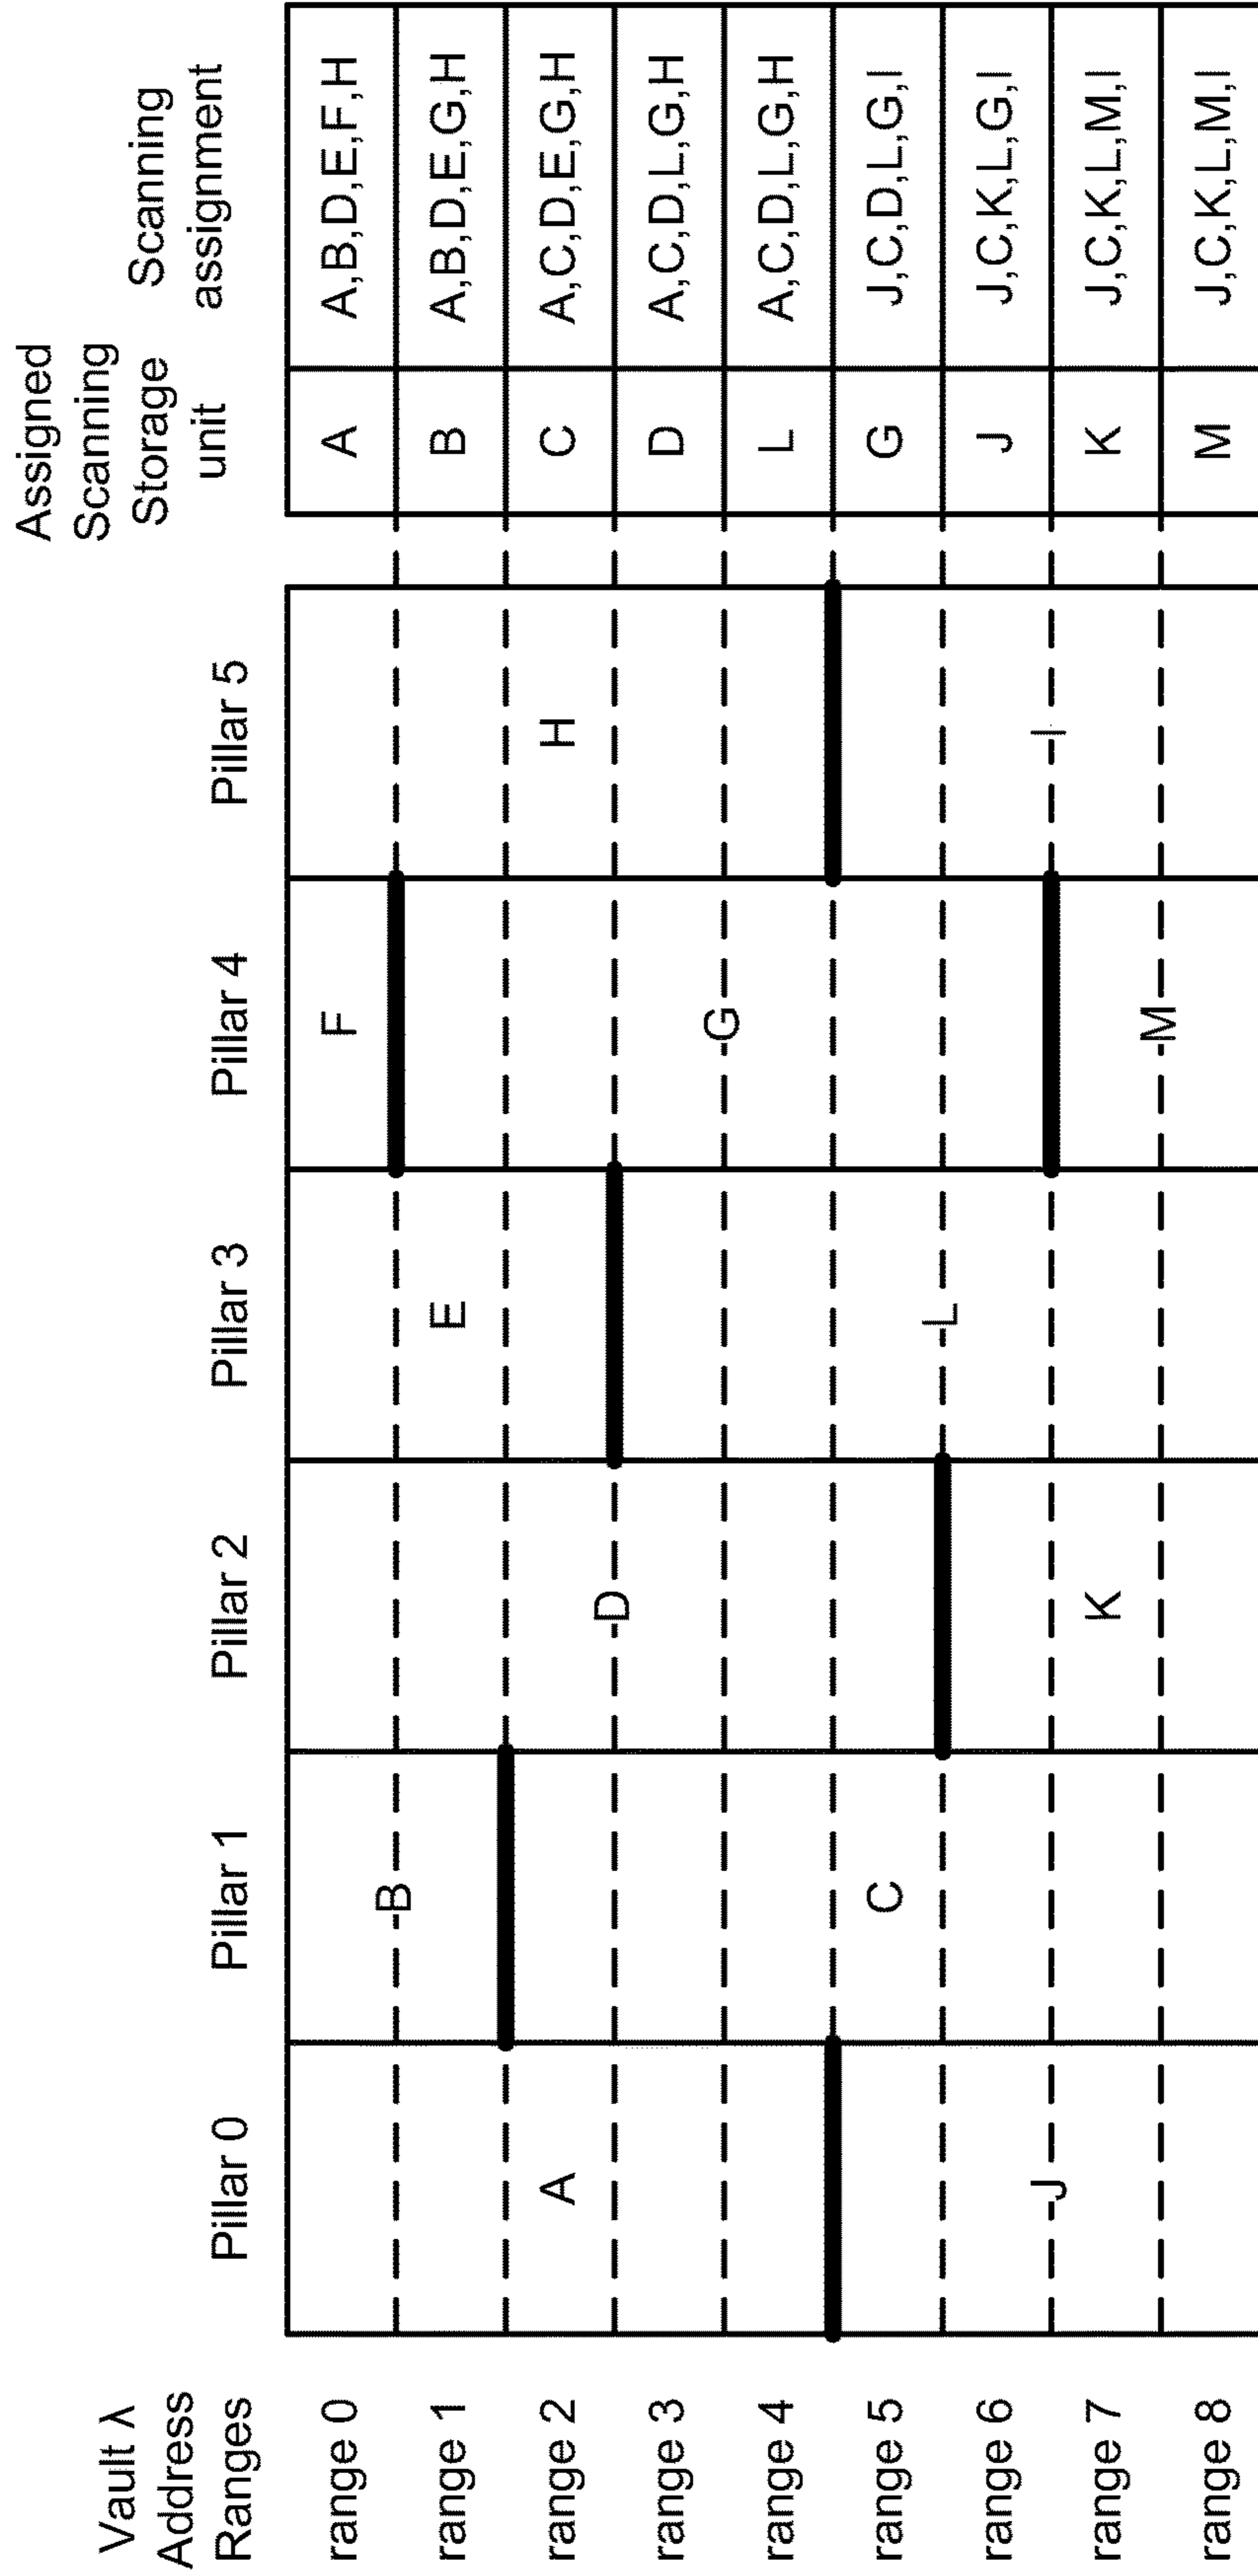 Vault λ
Address
Ranges
Pillar 0
Pillar 1
Pillar 2
Pillar 3
Pillar 4
Pillar 5
Assigned
Scanning
Storage
unit
Scanning
assignment
range 0
F
A
A,B,D,E,F,H
B
range 1
E
B
A,B,D,E,G,H
range 2
A
H
C
A,C,D,E,G,H
D
range 3
D
A,C,D,L,G,H
G
range 4
L
A,C,D,L,G,H
range 5
C
G
J,C,D,L,G,I
L
range 6
J
J,C,K,L,G,I
J
I
range 7
K
K
J,C,K,L,M,I
M
range 8
M
J,C,K,L,M,I